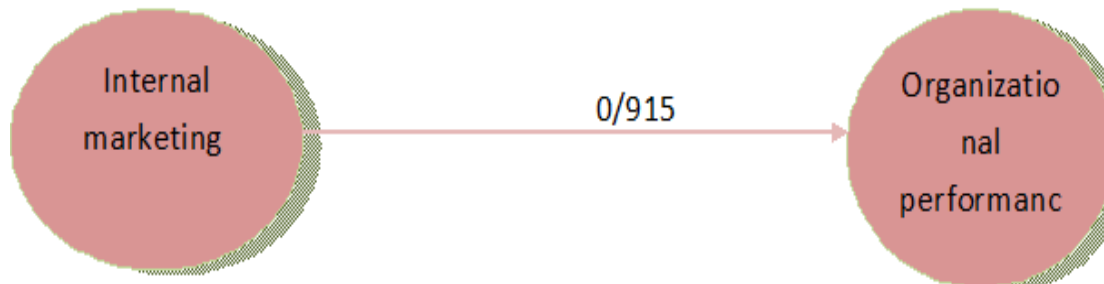 Internal
marketing
0/915
Organizatio
nal
performanc